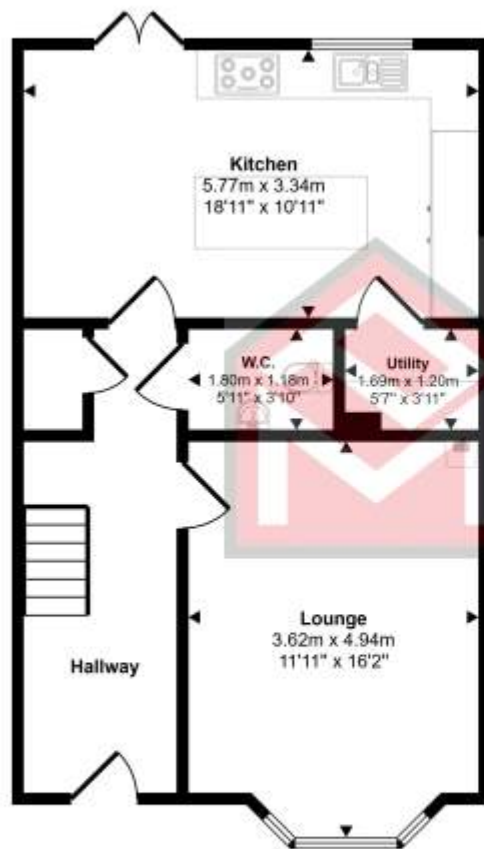 Kitchen
5.77m x 3.34m
18'11" x 10'11"
W.C.
1.80m x 1.18m
5'11" x 3'10"
Utility
1.69m x 1.20m
5'7" x 3'11"
Lounge
3.62m x 4.94m
11'11" x 16'2"
Hallway